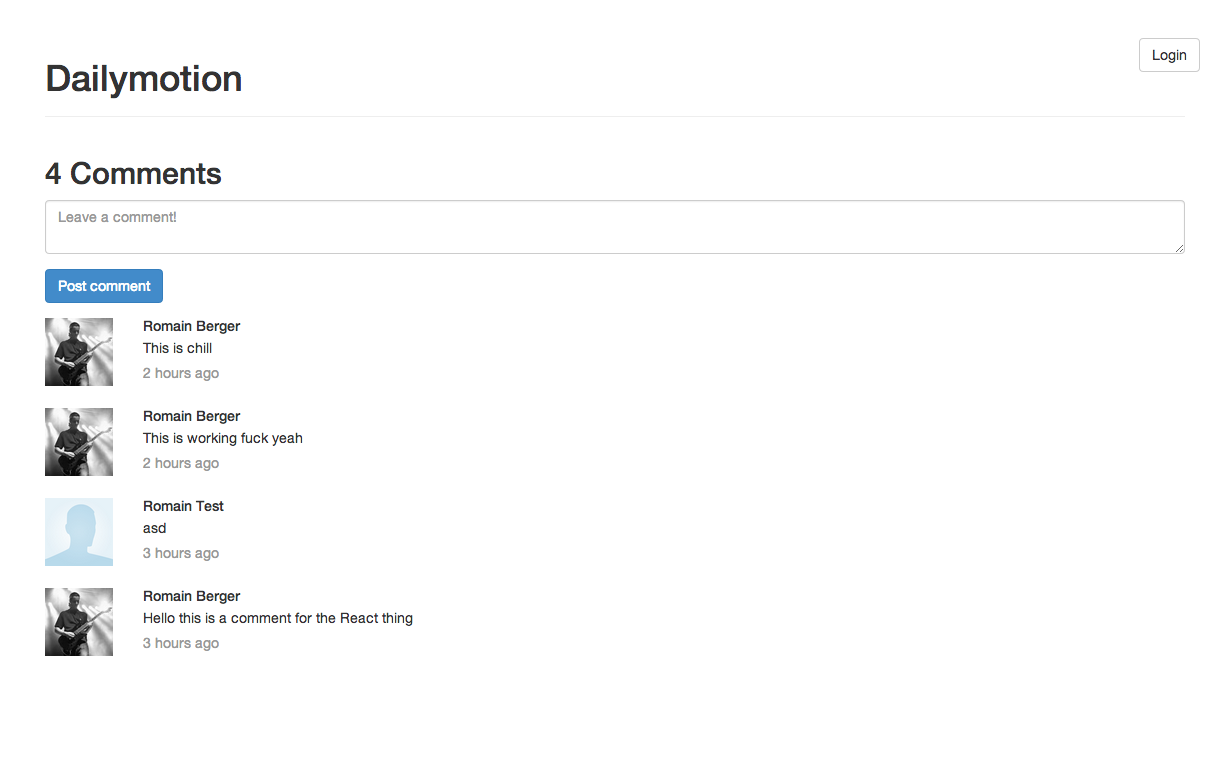 Login
Dailymotion
4 Comments
Leave a comment!
Post comment
Romain Berger
This is chill
2 hours ago
Romain Berger
This is working fuck yeah
2 hours ago
Romain Test
asd
3 hours ago
Romain Berger
Hello this is a comment for the React thing
3 hours ago